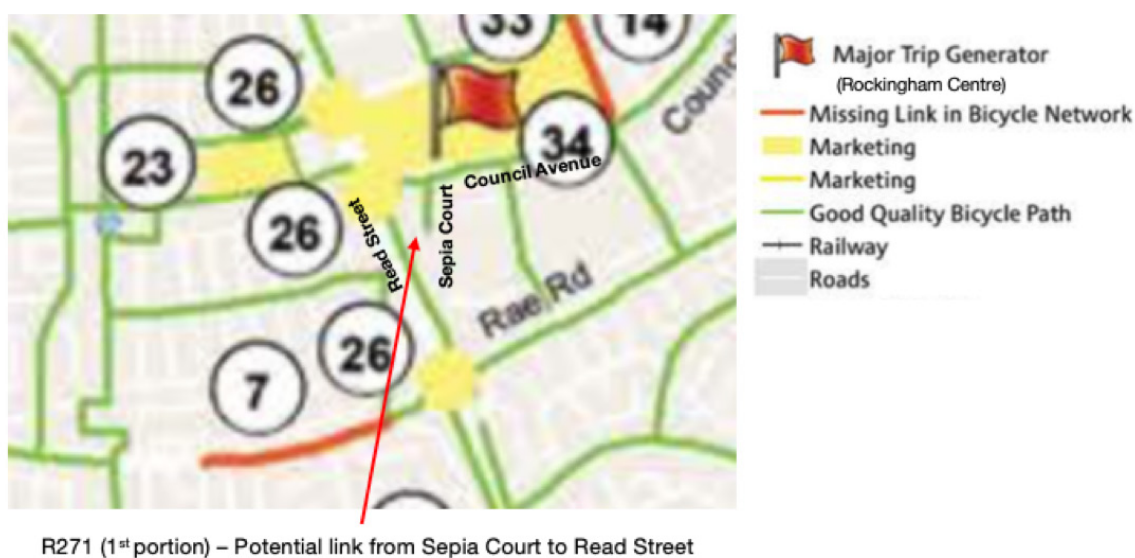 33
14
26
Council
34
23
Council Avenue
Sepia Court
Read Street
26
Rae Rd
26
7
Major Trip Generator
(Rockingham Centre)
Missing Link in Bicycle Network
Marketing
Marketing
Good Quality Bicycle Path
Railway
Roads
R271 (1st portion) – Potential link from Sepia Court to Read Street